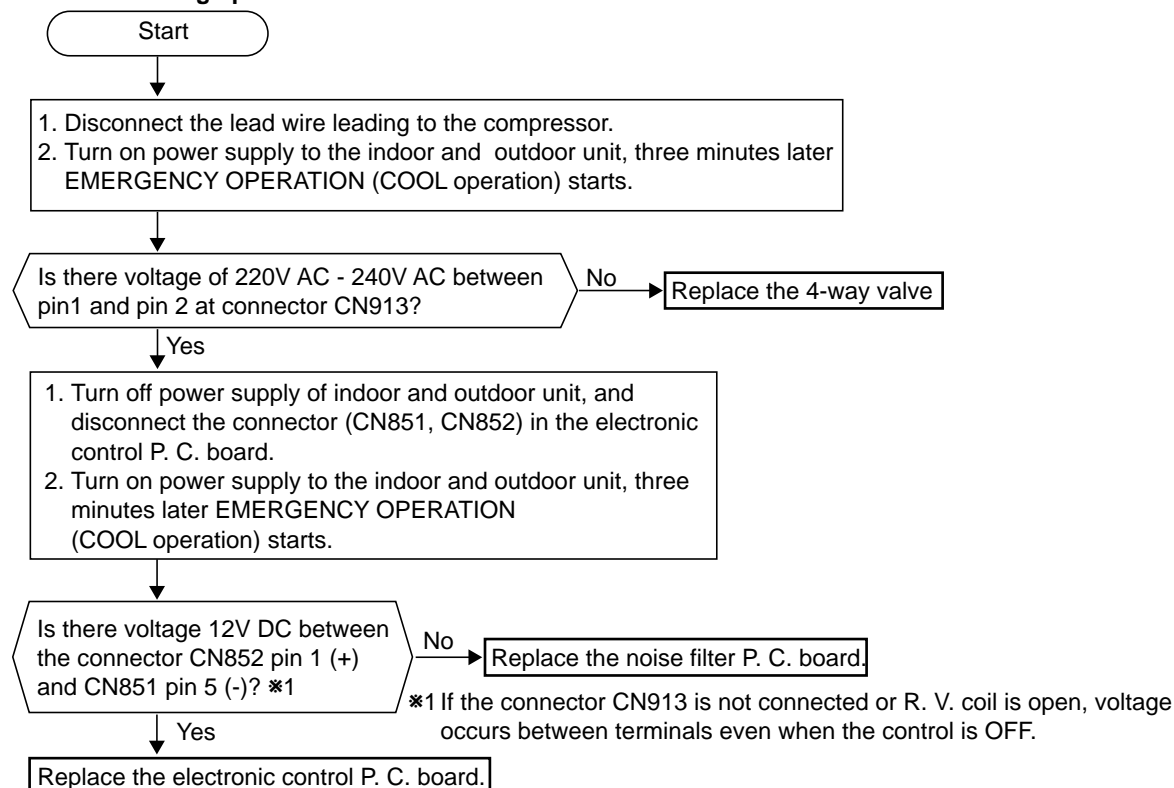 Start
1. Disconnect the lead wire leading to the compressor.
2. Turn on power supply to the indoor and outdoor unit, three minutes later
EMERGENCY OPERATION (COOL operation) starts.
Is there voltage of 220V AC - 240V AC between
pin1 and pin 2 at connector CN913?
No
Replace the 4-way valve
Yes
1. Turn off power supply of indoor and outdoor unit, and
disconnect the connector (CN851, CN852) in the electronic
control P. C. board.
2. Turn on power supply to the indoor and outdoor unit, three
minutes later EMERGENCY OPERATION
(COOL operation) starts.
Is there voltage 12V DC between
the connector CN852 pin 1 (+)
and CN851 pin 5 (-)? ※1
No
Replace the noise filter P. C. board.
※1 If the connector CN913 is not connected or R. V. coil is open, voltage
occurs between terminals even when the control is OFF.
Yes
Replace the electronic control P. C. board.